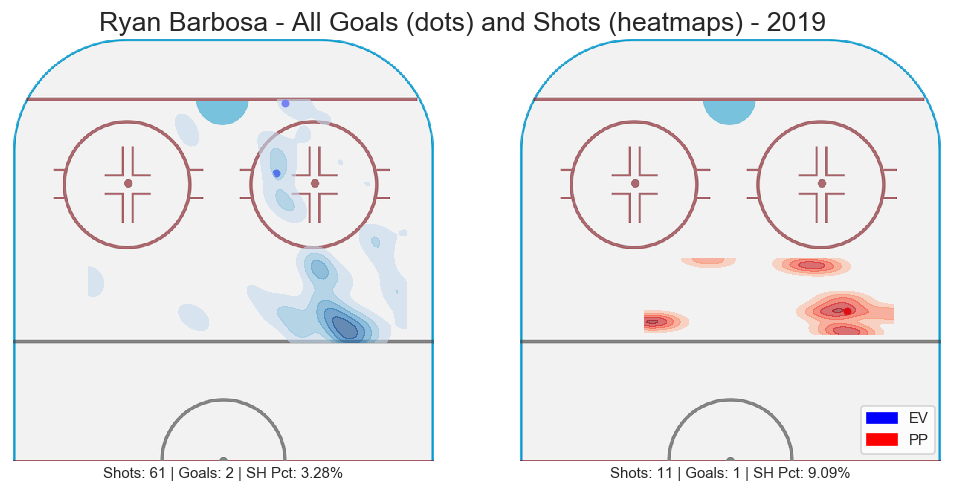 Ryan Barbosa - All Goals (dots) and Shots (heatmaps) - 2019
EV
PP
Shots: 61 | Goals: 2 | SH Pct: 3.28%
Shots: 11 | Goals: 1 | SH Pct: 9.09%